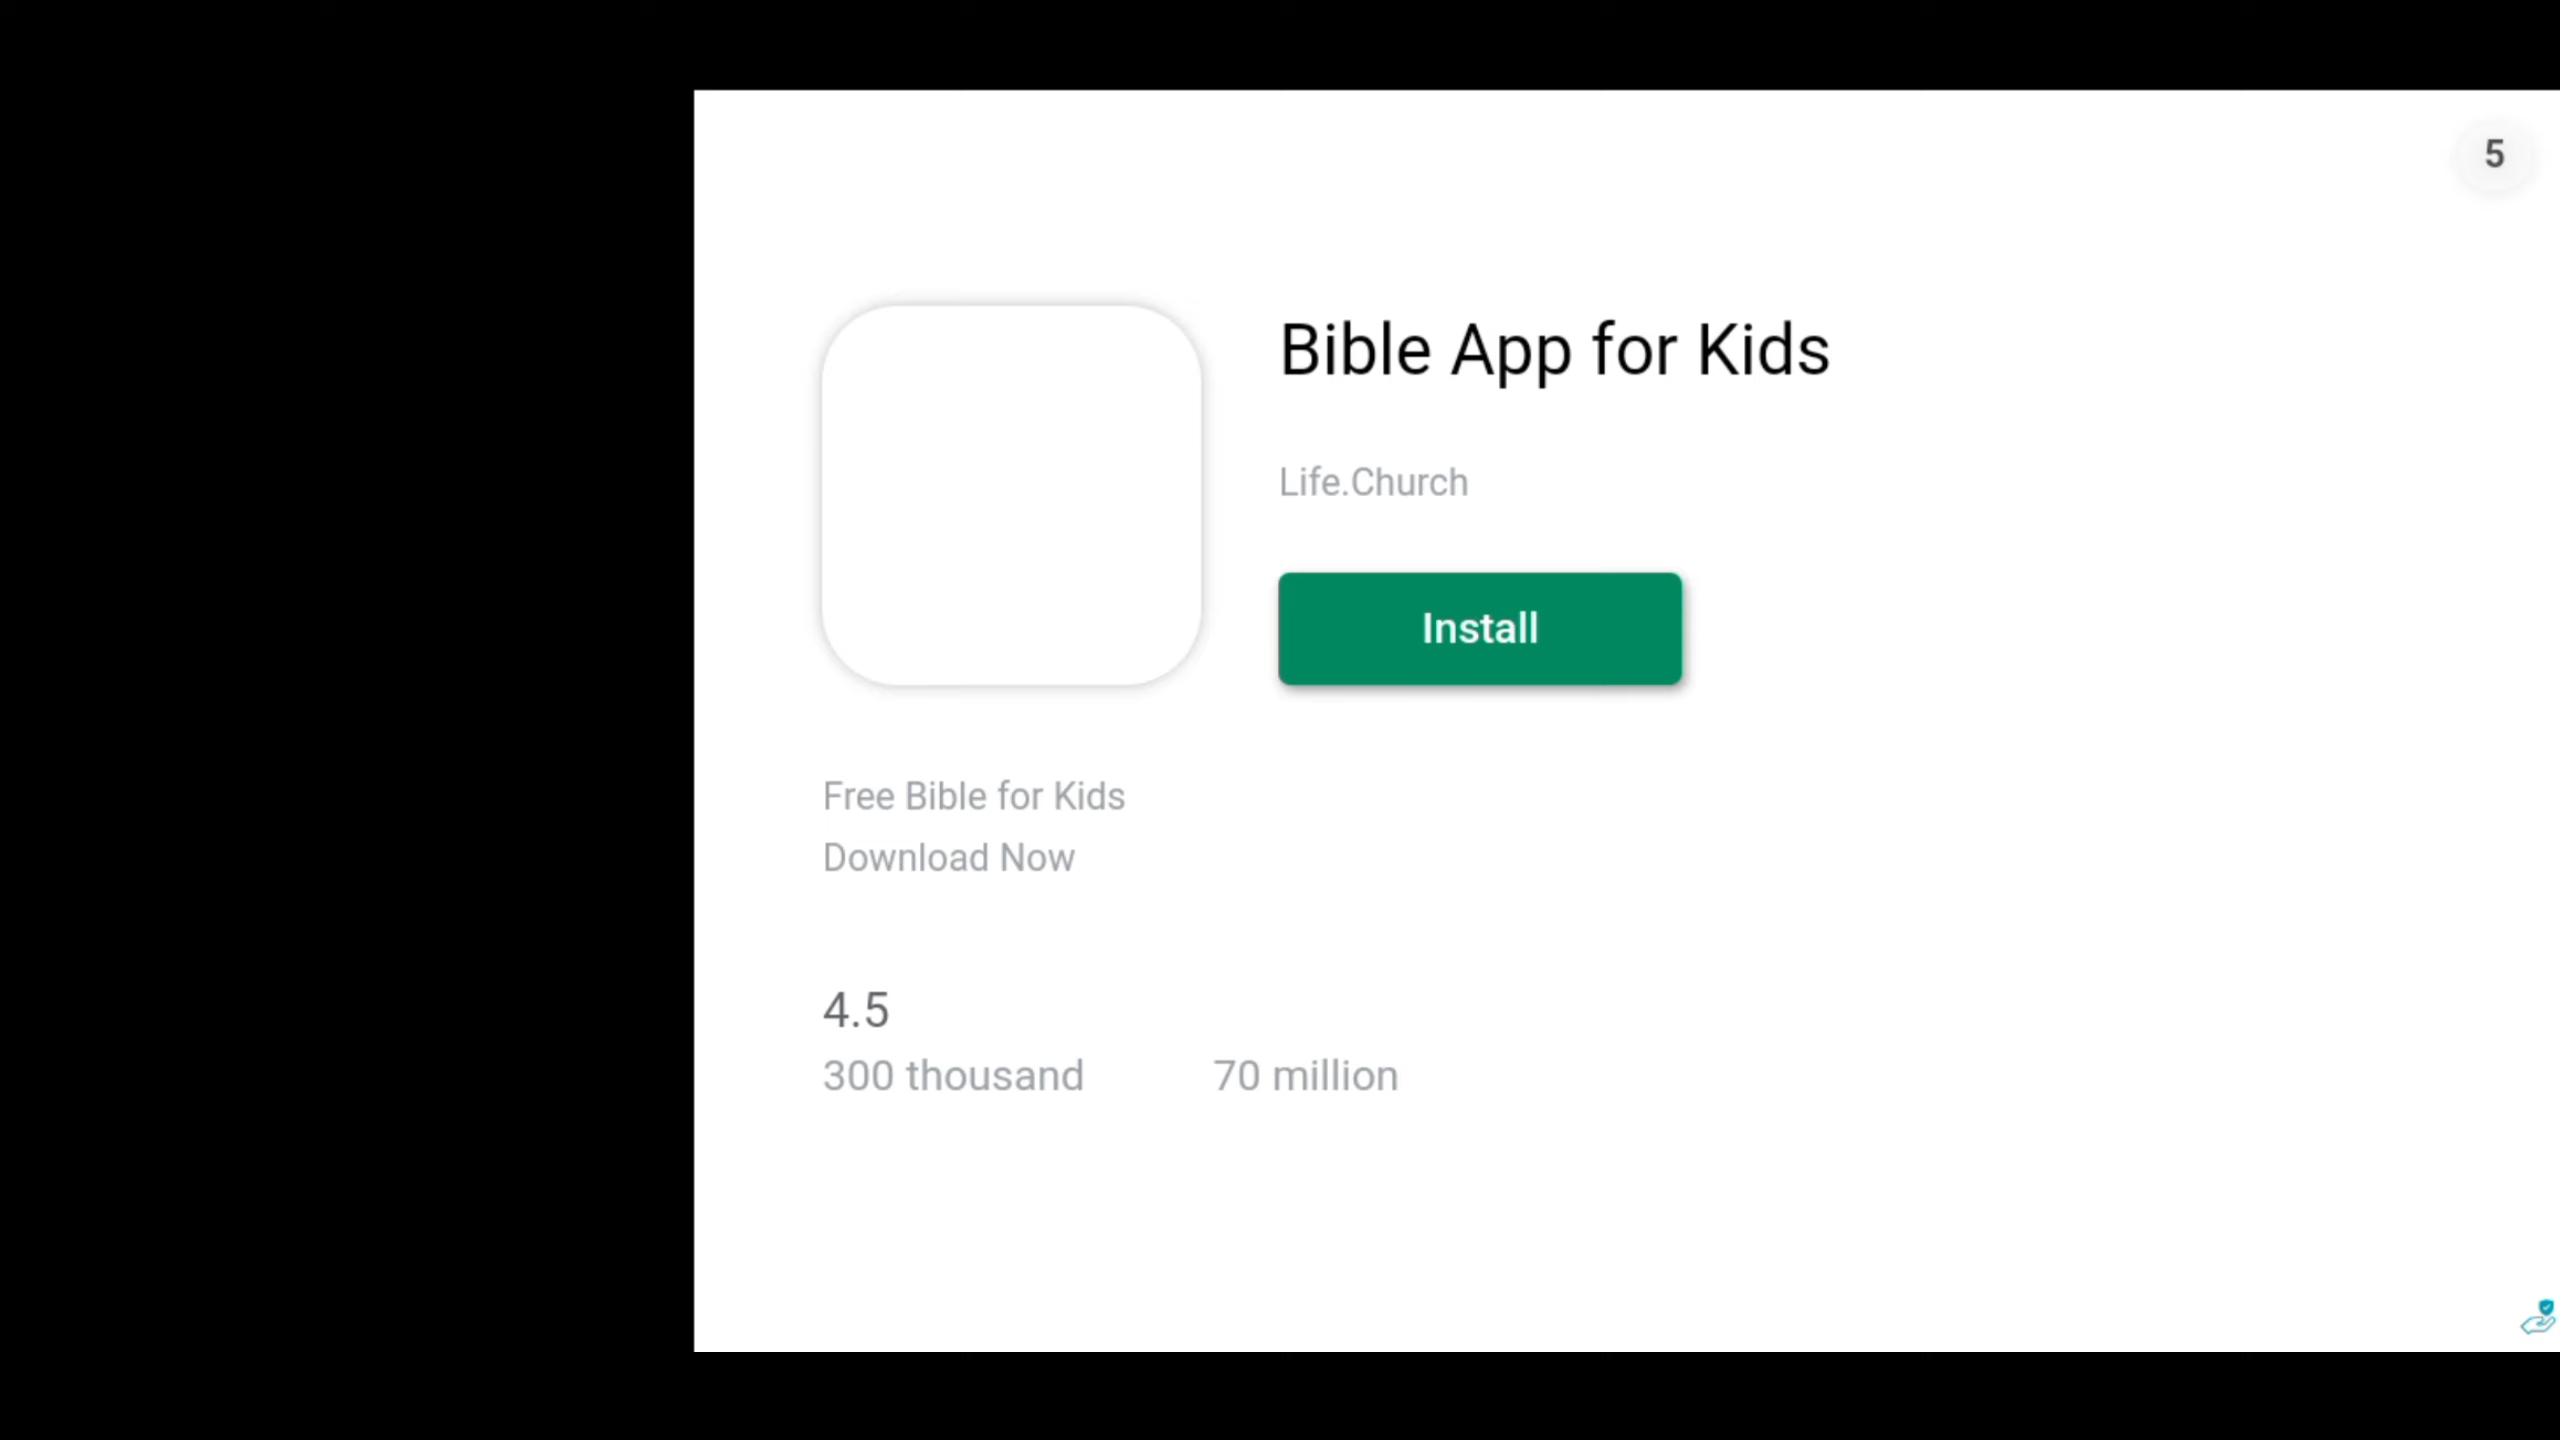 5
Bible App for Kids
Life.Church
Install
Free Bible for Kids
Download Now
4.5
300 thousand
70 million